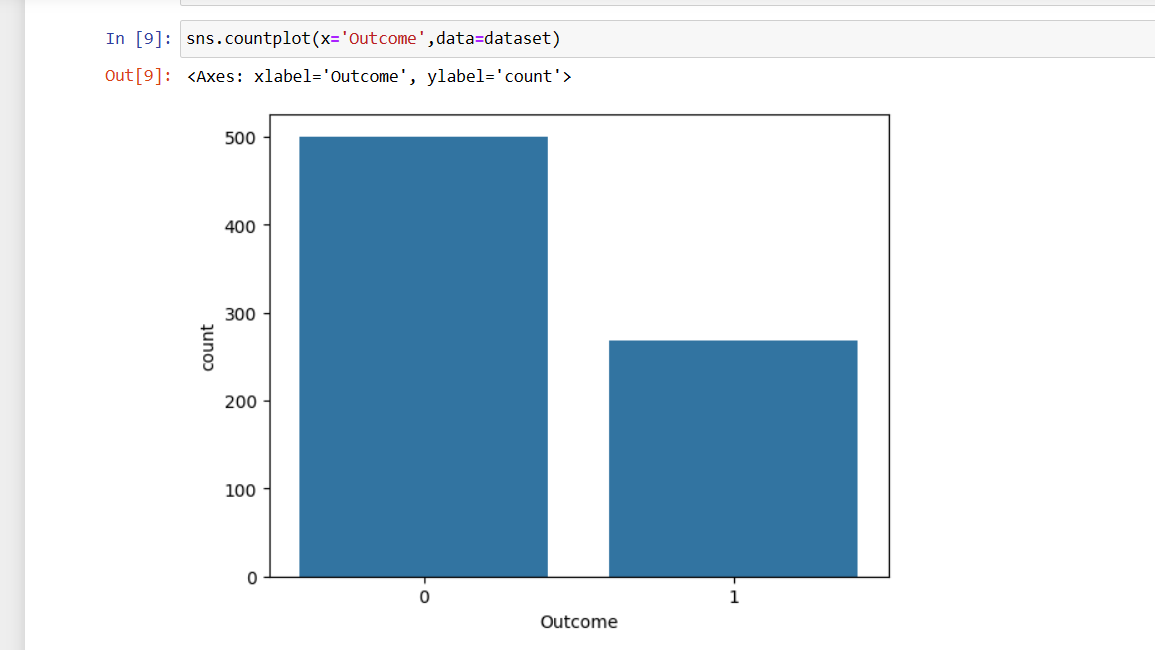 In [9]: sns.countplot(x='Outcome',data=dataset)
Out[9]: <Axes: xlabel='Outcome', ylabel='count'>
500
400
300
200
100
0
count
0 1
Outcome